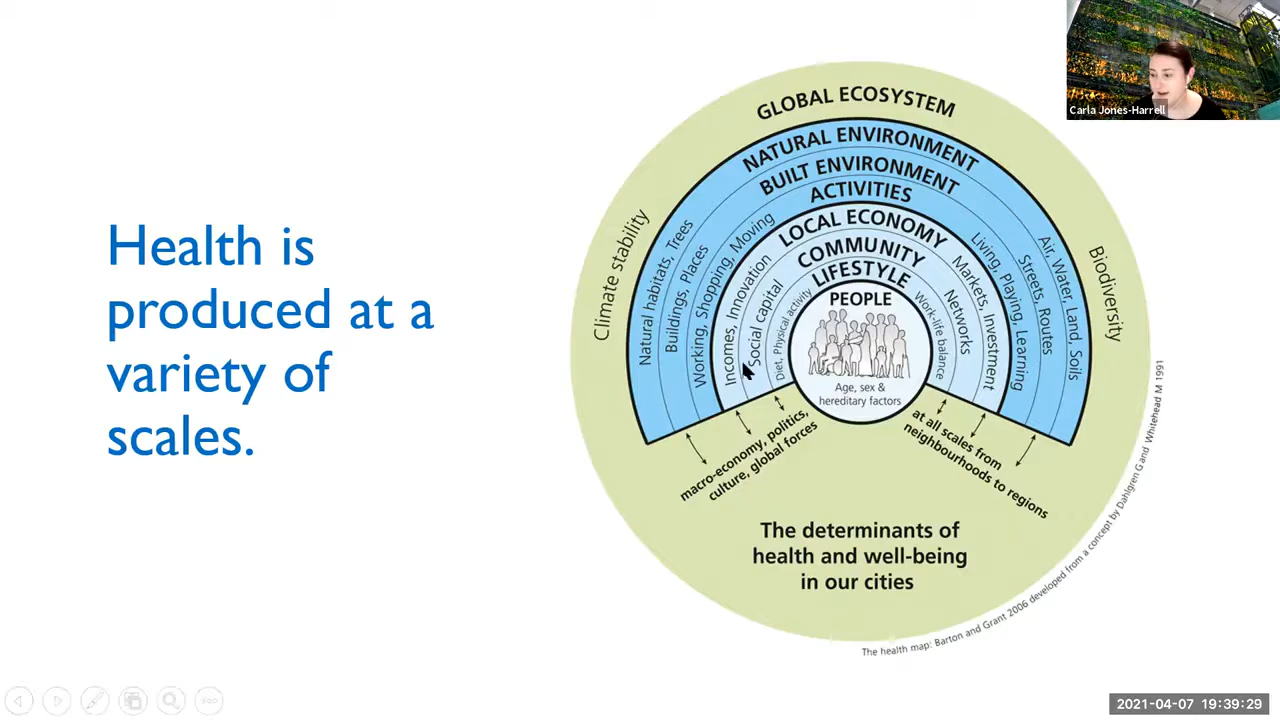 Health is
produced at a
variety of
scales.
GLOBAL ECOSYSTEM
NATURAL ENVIRONMENT
BUILT ENVIRONMENT
ACTIVITIES
LOCAL ECONOMY
COMMUNITY
LIFESTYLE
PEOPLE
Age, sex &
hereditary factors
Climate stability
Natural habitats, Trees
Buildings, Places
Working, Shopping, Moving
Incomes, Innovation
Social capital
Diet, Physical activity
Work-life balance
Networks
Markets, Investment
Living, Playing, Learning
Streets, Routes
Air, Water, Land, Soils
Biodiversity
macro-economy, politics,
culture, global forces
at all scales from
neighbourhoods to regions
The determinants of
health and well-being
in our cities
The health map: Barton and Grant 2006 developed from a concept by Dahlgren G and Whitehead M 1991
Carla Jones-Harrell
2021-04-07 19:39:29